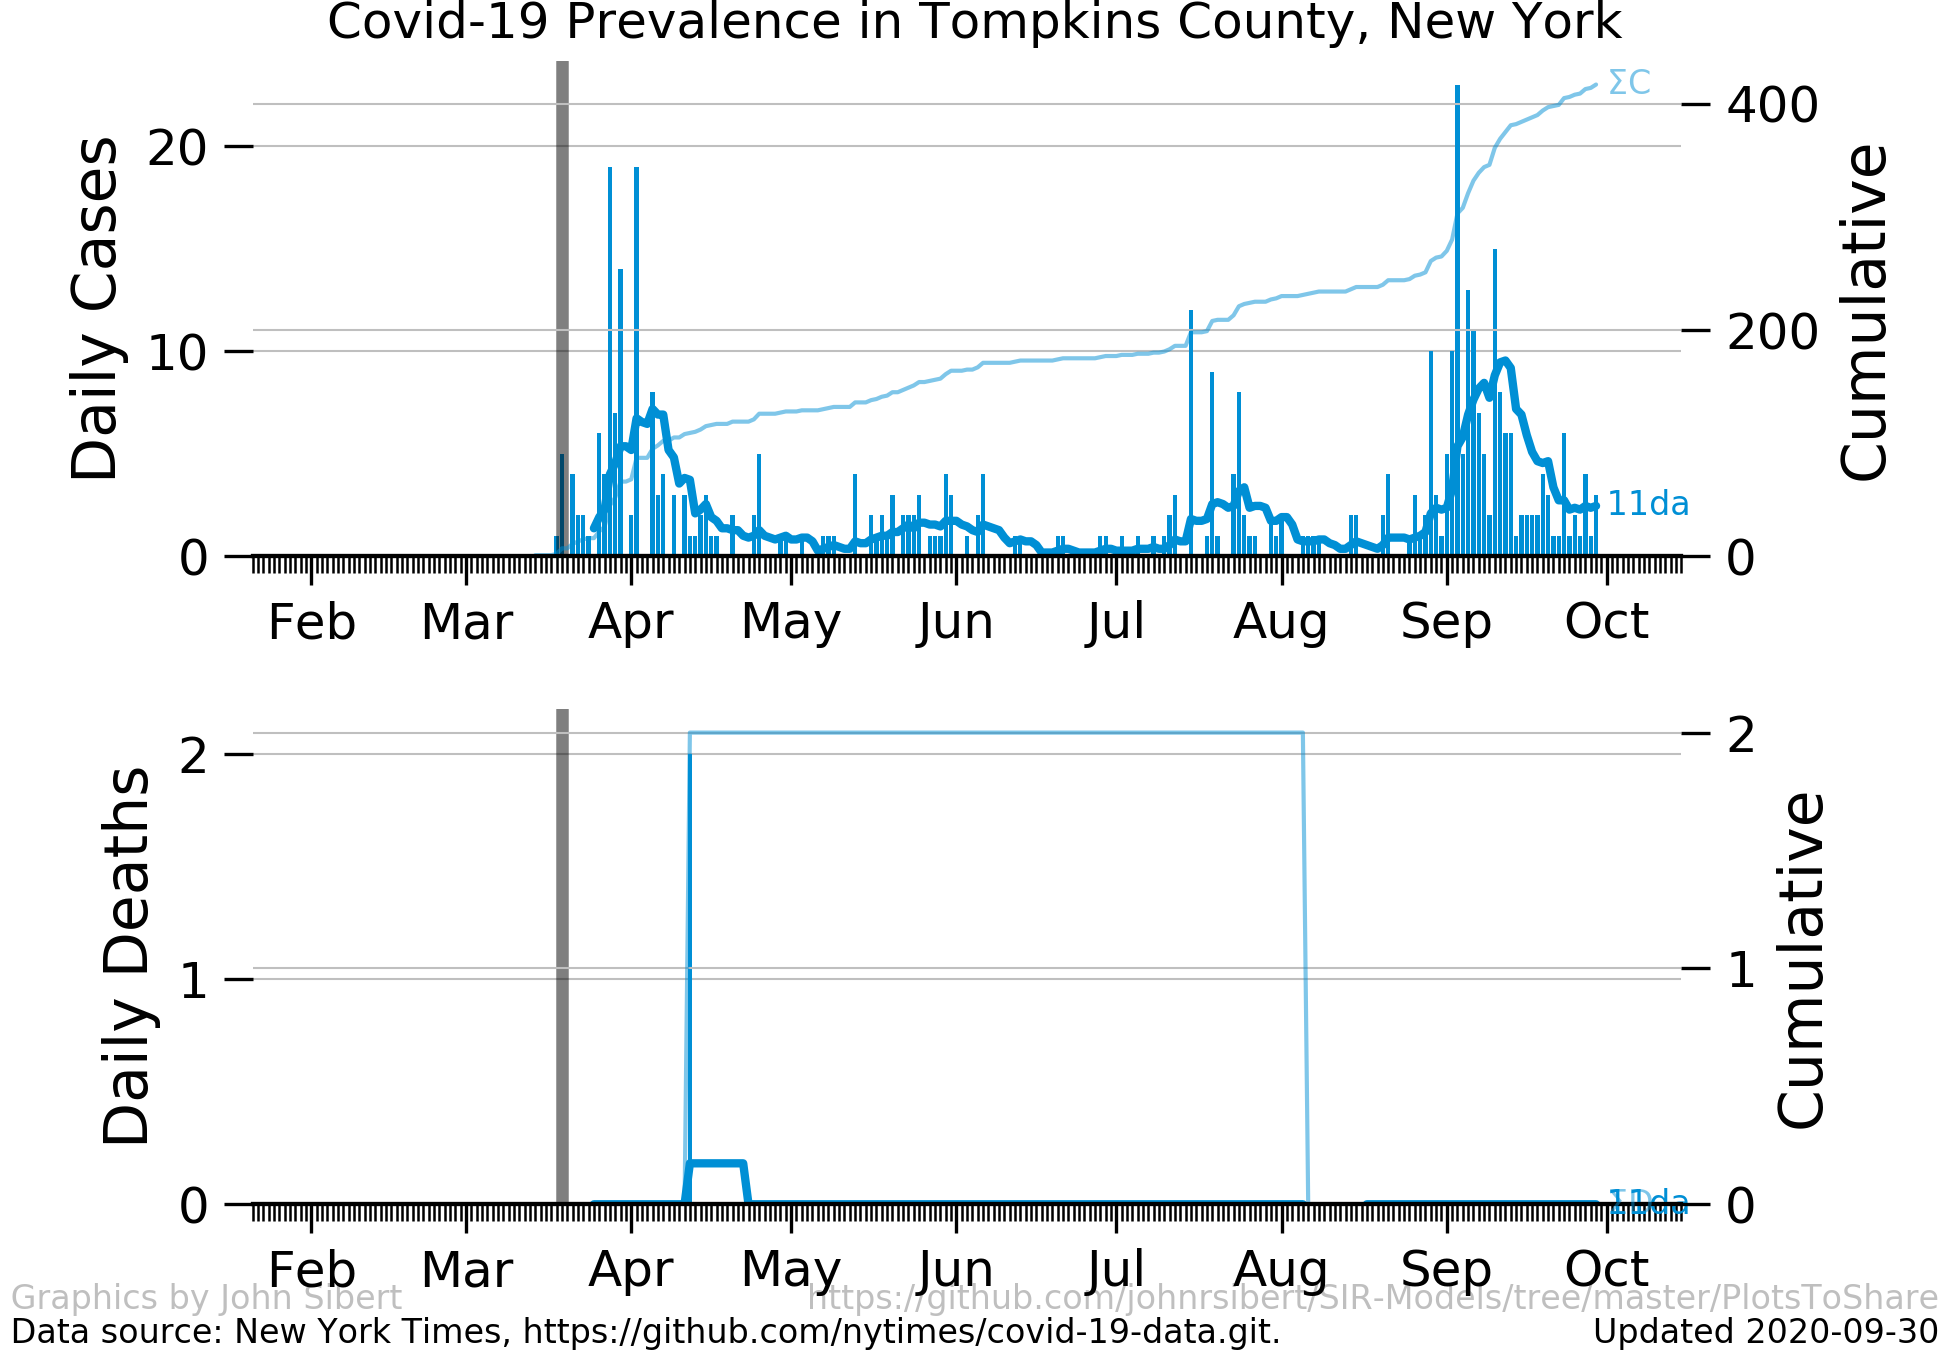 Covid-19 Prevalence in Tompkins County, New York
Daily Cases
20
10
0
ΣC
11da
400
200
0
Cumulative
Feb Mar Apr May Jun Jul Aug Sep Oct
Daily Deaths
2
1
0
11da
2
1
0
Cumulative
Feb Mar Apr May Jun Jul Aug Sep Oct
Graphics by John Sibert https://github.com/johnrsibert/SIR-Models/tree/master/PlotsToShare
Data source: New York Times, https://github.com/nytimes/covid-19-data.git. Updated 2020-09-30